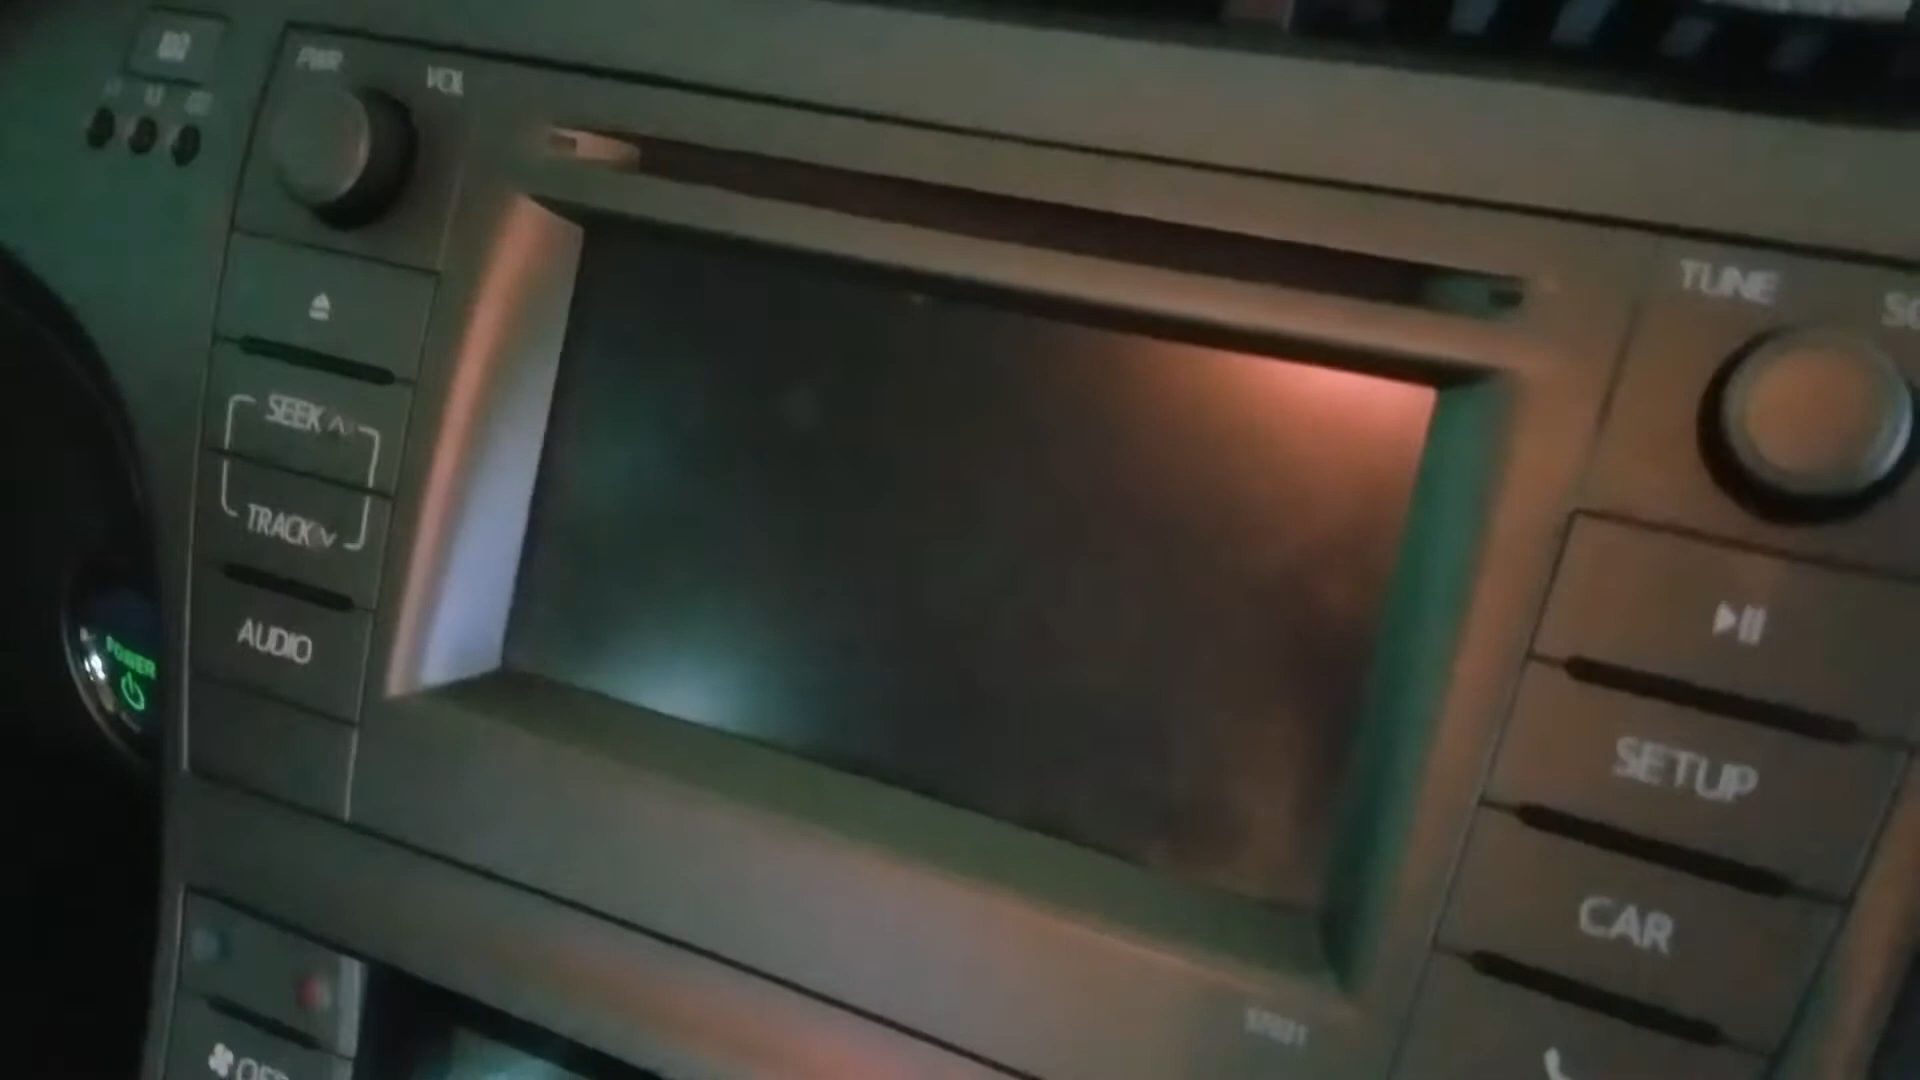 PWR
VOL
TUNE
SEEK ^
TRACK v
AUDIO
POWER
SETUP
CAR